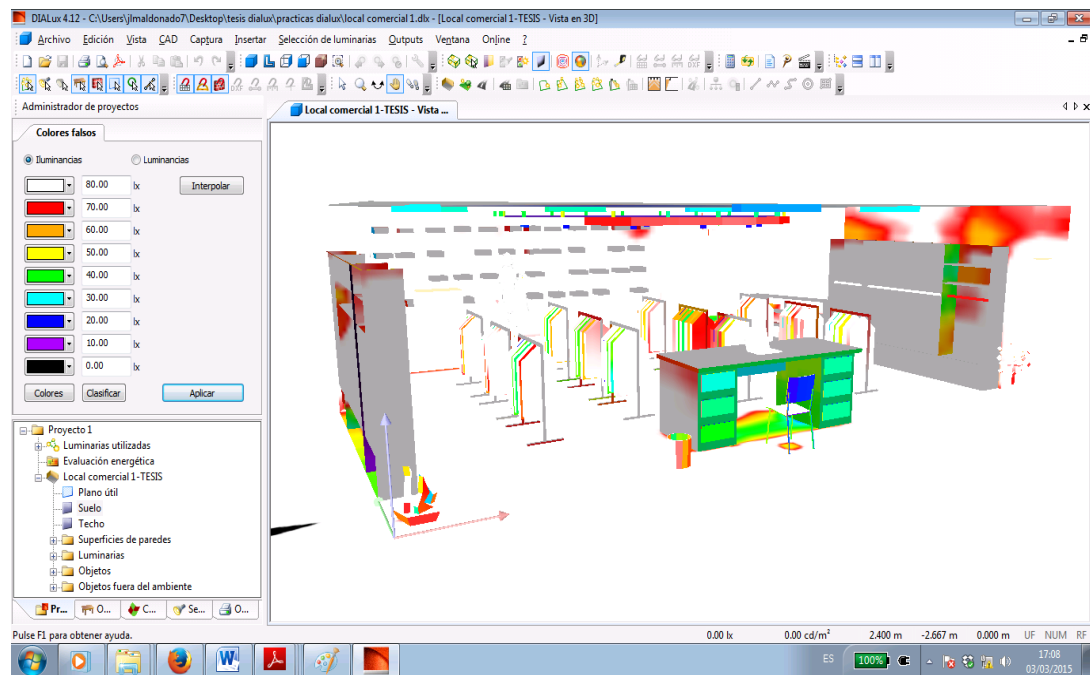 DIALux 4.12 - C:\Users\jlmaldonado7\Desktop\tesis dialux\practicas dialux\local comercial 1.dlx - [Local comercial 1-TESIS - Vista en 3D]
Archivo Edición Vista CAD Captura Insertar Selección de luminarias Outputs Ventana Online ?
Administrador de proyectos
Local comercial 1-TESIS - Vista ...
Colores falsos
Iluminancias Luminancias
80.00 lx Interpolar
70.00 lx
60.00 lx
50.00 lx
40.00 lx
30.00 lx
20.00 lx
10.00 lx
0.00 lx
Colores Clasificar Aplicar
Proyecto 1
Luminarias utilizadas
Evaluación energética
Local comercial 1-TESIS
Plano útil
Suelo
Techo
Superficies de paredes
Luminarias
Objetos
Objetos fuera del ambiente
Pr... O... C... Se... O...
Pulse F1 para obtener ayuda. 0.00 lx 0.00 cd/m² 2.400 m -2.667 m 0.000 m UF NUM RF
ES 100% 17:08
03/03/2015